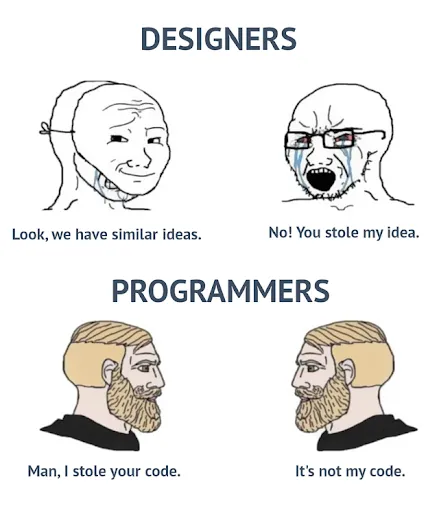 DESIGNERS
Look, we have similar ideas.
No! You stole my idea.
PROGRAMMERS
Man, I stole your code.
It's not my code.